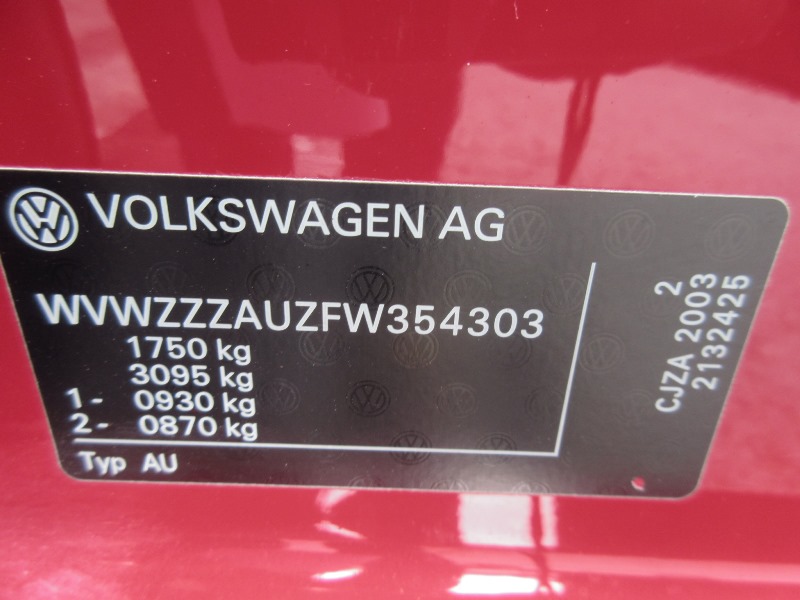 VOLKSWAGEN AG
WVWZZZAUZFW354303
1750 kg
3095 kg
1- 0930 kg
2- 0870 kg
Typ AU
2
CJZA 2003
2132425